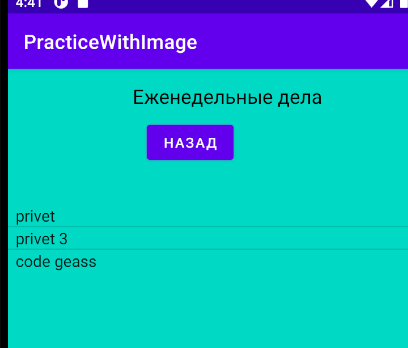 4:41
PracticeWithImage
Еженедельные дела
НАЗАД
privet
privet 3
code geass